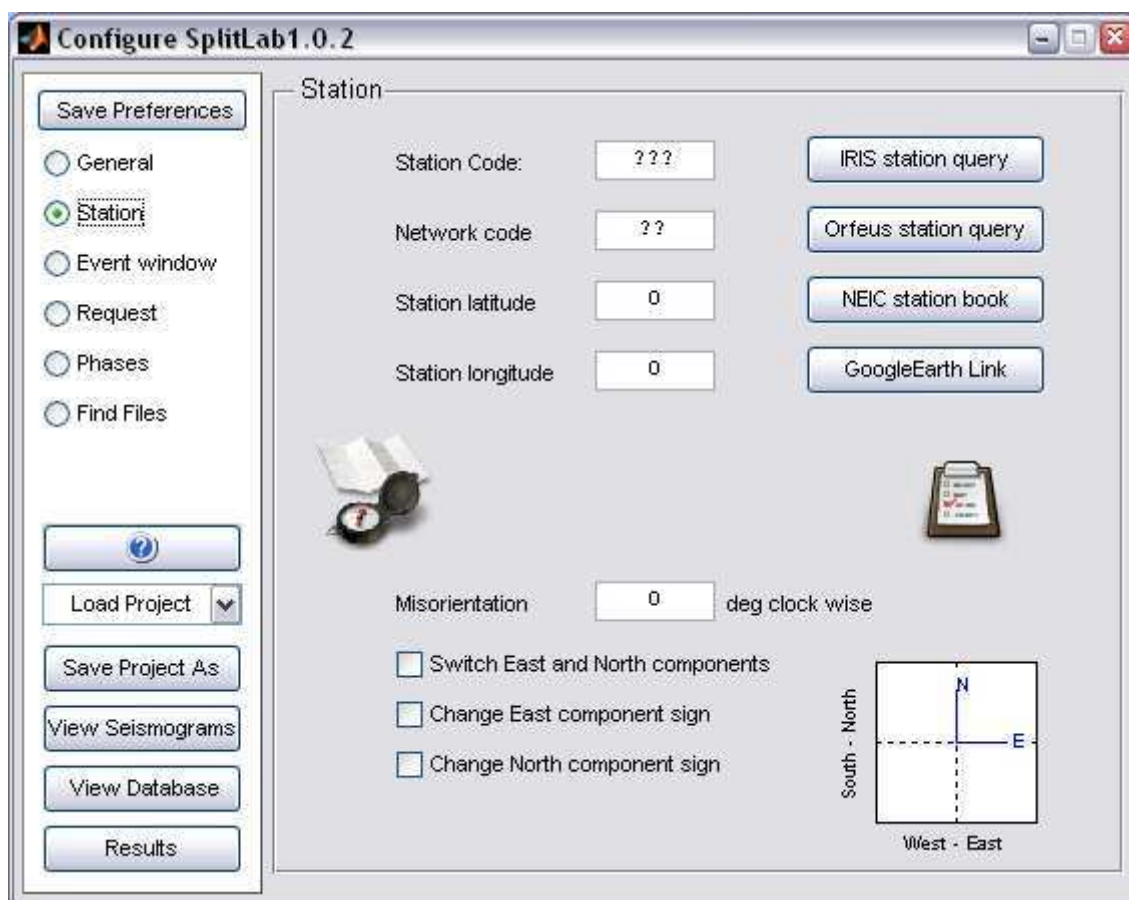 Configure SplitLab1.0.2
Save Preferences
General
Station
Event window
Request
Phases
Find Files
Load Project
Save Project As
View Seismograms
View Database
Results
Station
Station Code:
???
IRIS station query
Network code
??
Orfeus station query
Station latitude
0
NEIC station book
Station longitude
0
GoogleEarth Link
Misorientation
0
deg clock wise
Switch East and North components
Change East component sign
Change North component sign
South - North
N
E
West - East